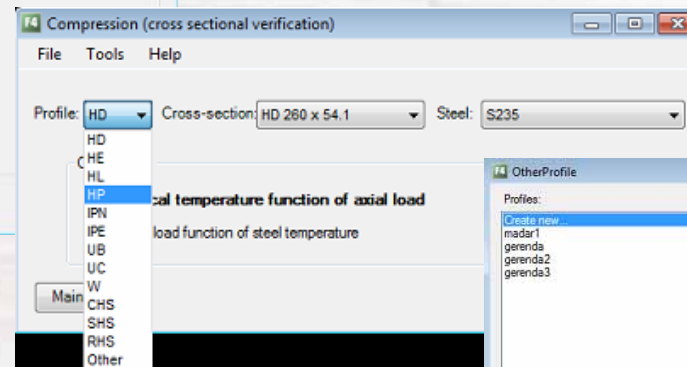 Compression (cross sectional verification)
File Tools Help
Profile: HD Cross-section: HD 260 x 54.1 Steel: S235
HD
HE
HL
HP
IPN
IPE
UB
UC
W
CHS
SHS
RHS
Other
cal temperature function of axial load
load function of steel temperature
Main
OtherProfile
Profiles:
Create new...
madar1
gerenda
gerenda2
gerenda3